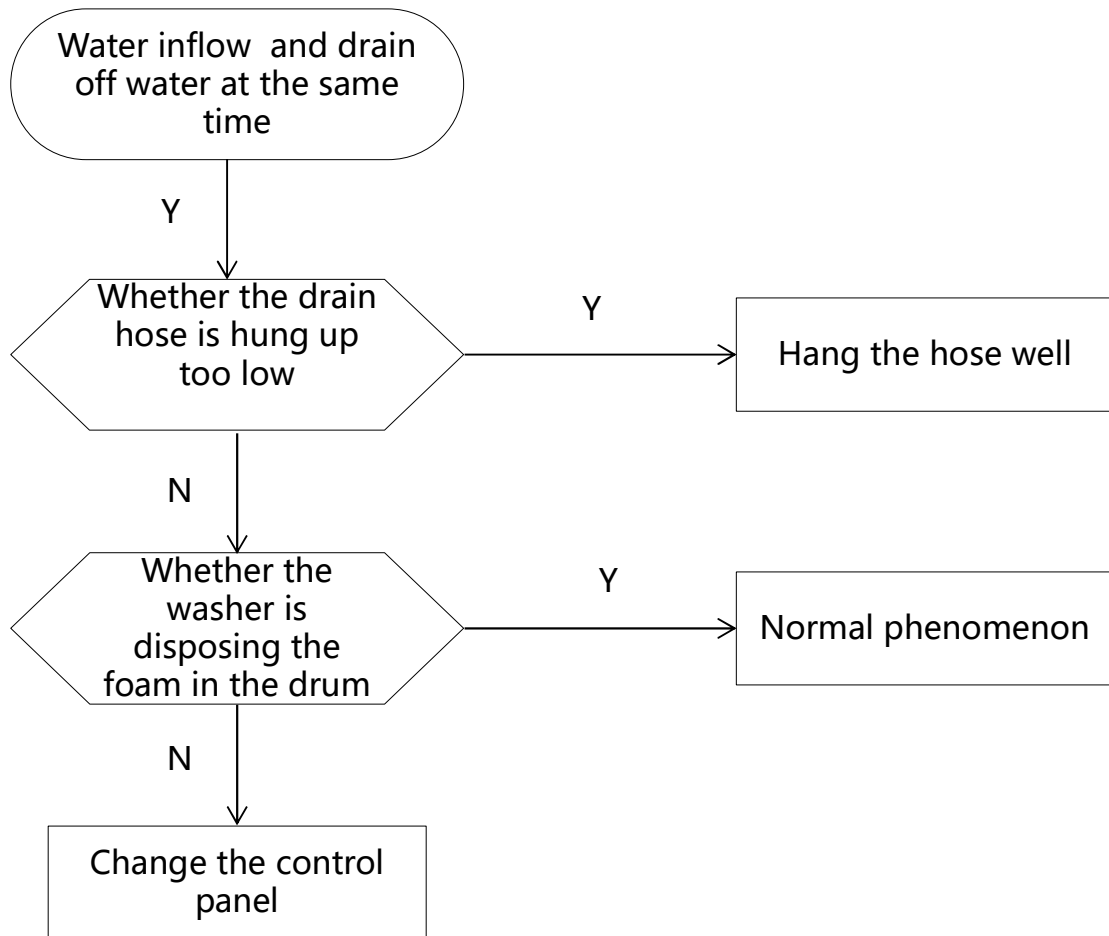 Water inflow  and drain
off water at the same
time
Y
Whether the drain
hose is hung up
too low
Y
Hang the hose well
N
Whether the
washer is
disposing the
foam in the drum
Y
Normal phenomenon
N
Change the control
panel